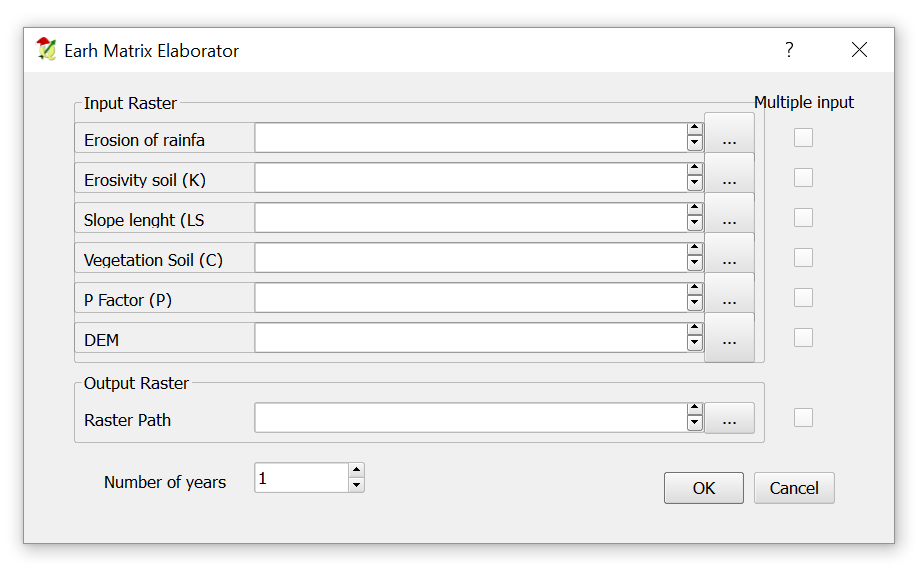 Earh Matrix Elaborator ?
Input Raster Multiple input
Erosion of rainfa ...
Erosivity soil (K) ...
Slope lenght (LS ...
Vegetation Soil (C) ...
P Factor (P) ...
DEM ...
Output Raster
Raster Path ...
Number of years 1
OK Cancel